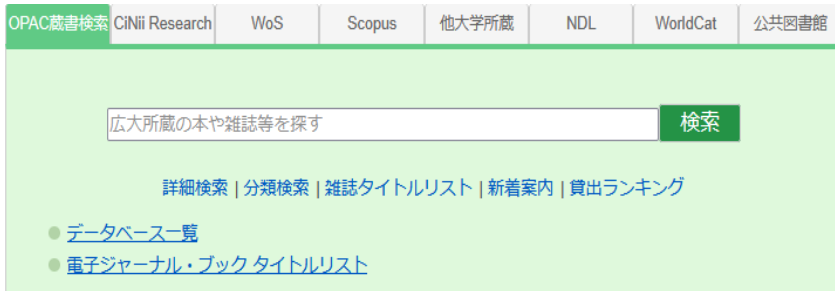 OPAC蔵書検索 CiNii Research WoS Scopus 他大学所蔵 NDL WorldCat 公共図書館
広大所蔵の本や雑誌等を探す 検索
詳細検索 | 分類検索 | 雑誌タイトルリスト | 新着案内 | 貸出ランキング
データベース一覧
電子ジャーナル・ブック タイトルリスト